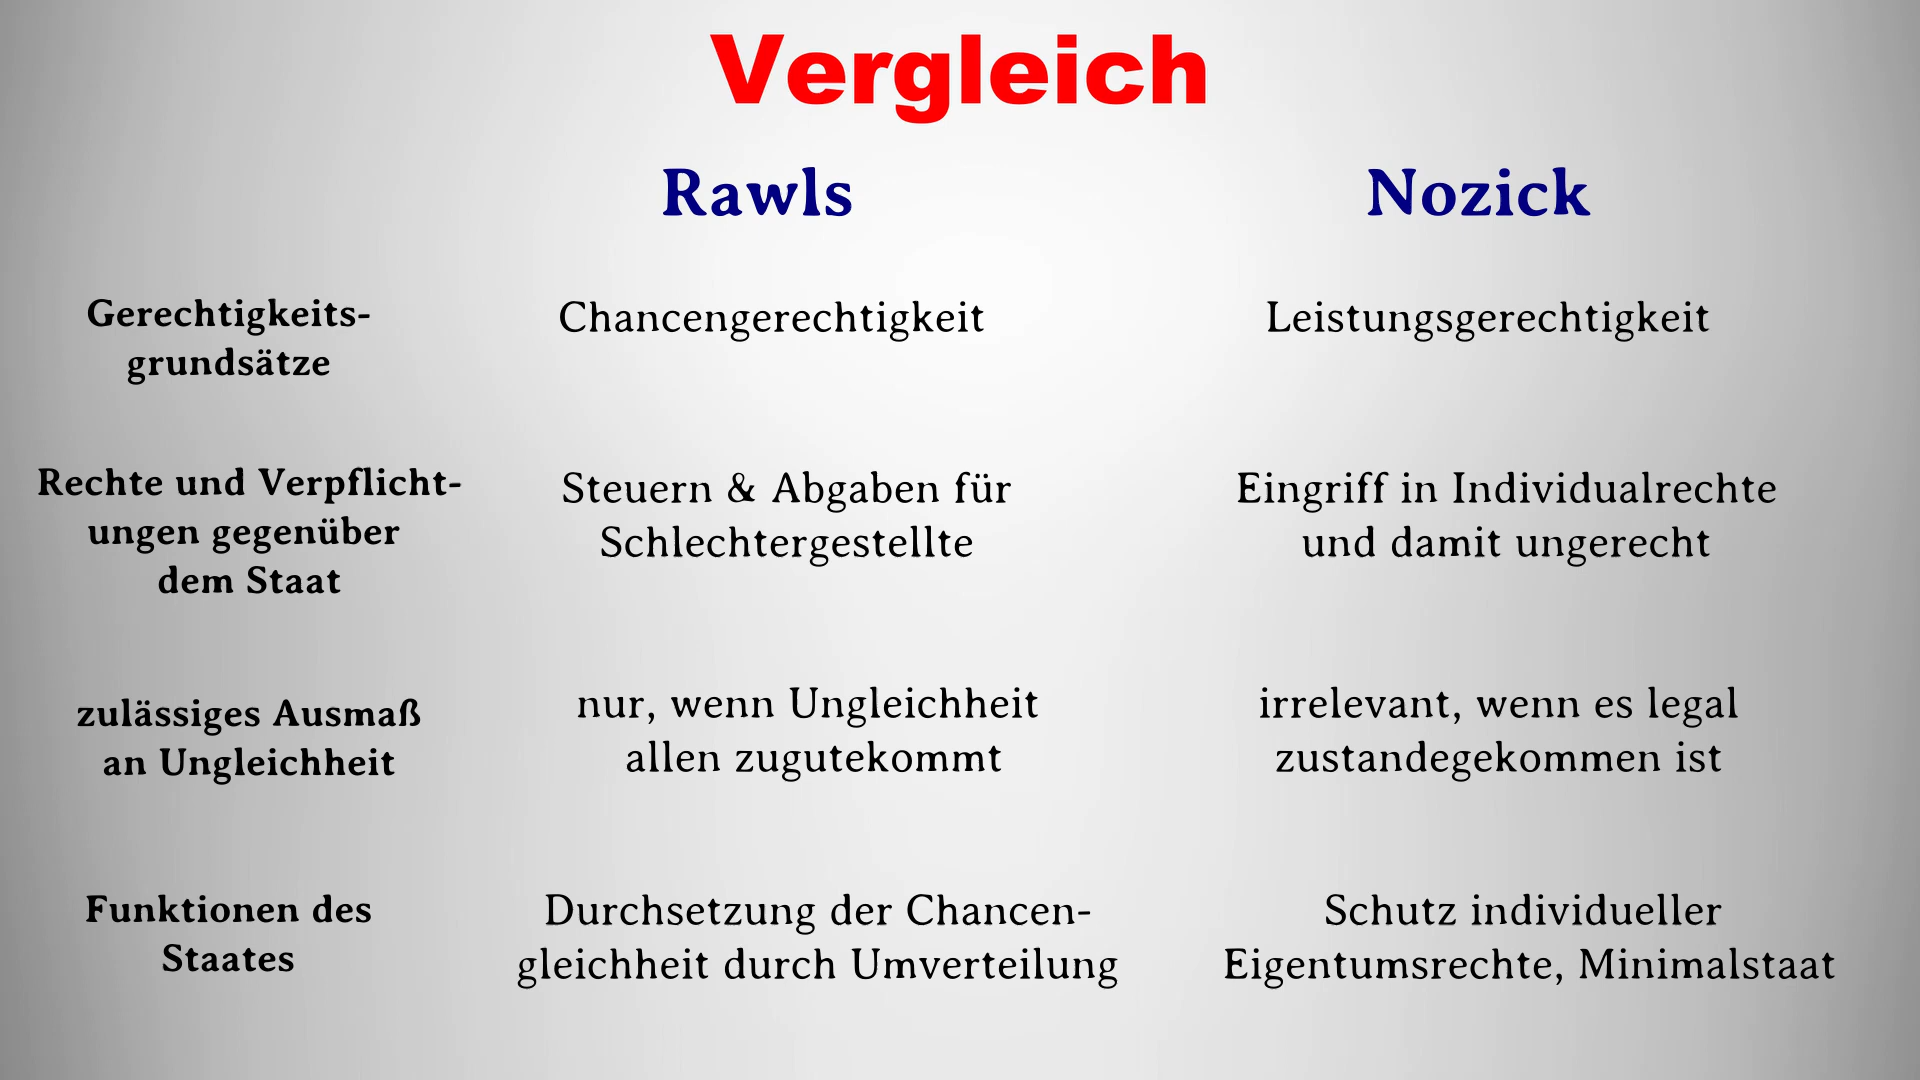 Vergleich
Rawls
Nozick
Gerechtigkeits-
grundsätze
Chancengerechtigkeit
Leistungsgerechtigkeit
Rechte und Verpflicht-
ungen gegenüber
dem Staat
Steuern & Abgaben für
Schlechtergestellte
Eingriff in Individualrechte
und damit ungerecht
zulässiges Ausmaß
an Ungleichheit
nur, wenn Ungleichheit
allen zugutekommt
irrelevant, wenn es legal
zustandegekommen ist
Funktionen des
Staates
Durchsetzung der Chancen-
gleichheit durch Umverteilung
Schutz individueller
Eigentumsrechte, Minimalstaat